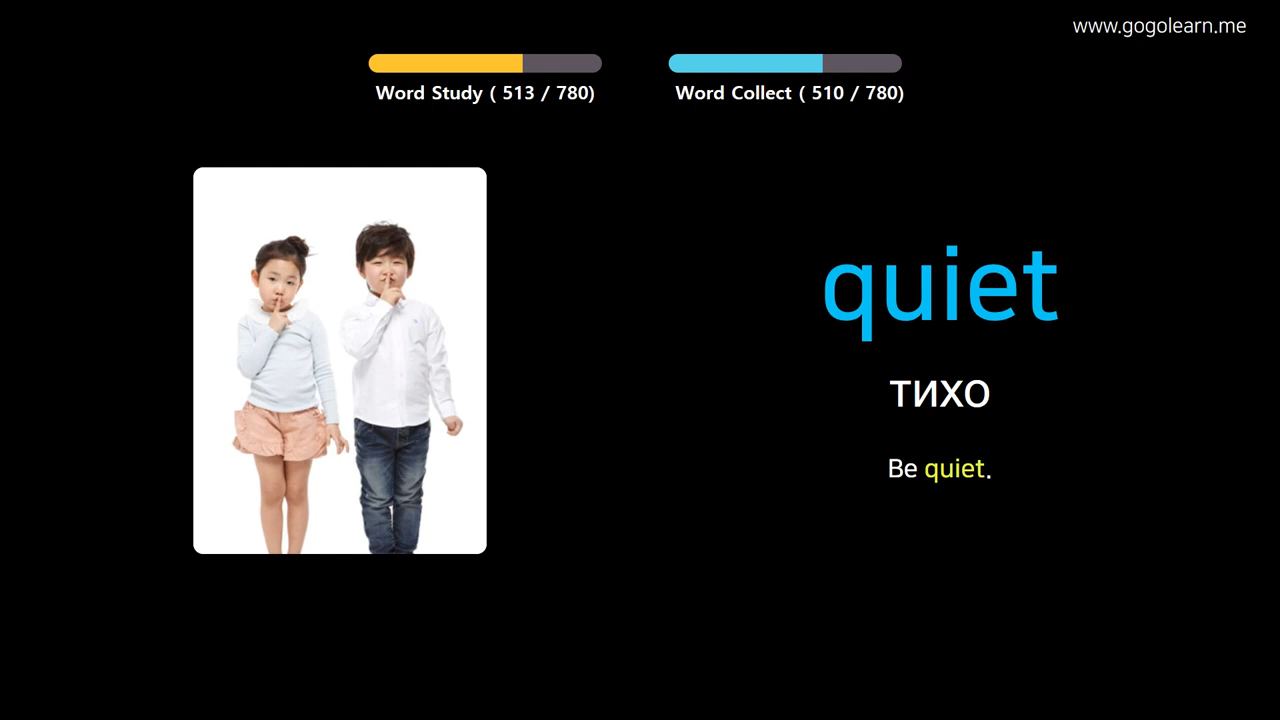 www.gogolearn.me
Word Study ( 513 / 780)
Word Collect ( 510 / 780)
quiet
тихо
Be quiet.